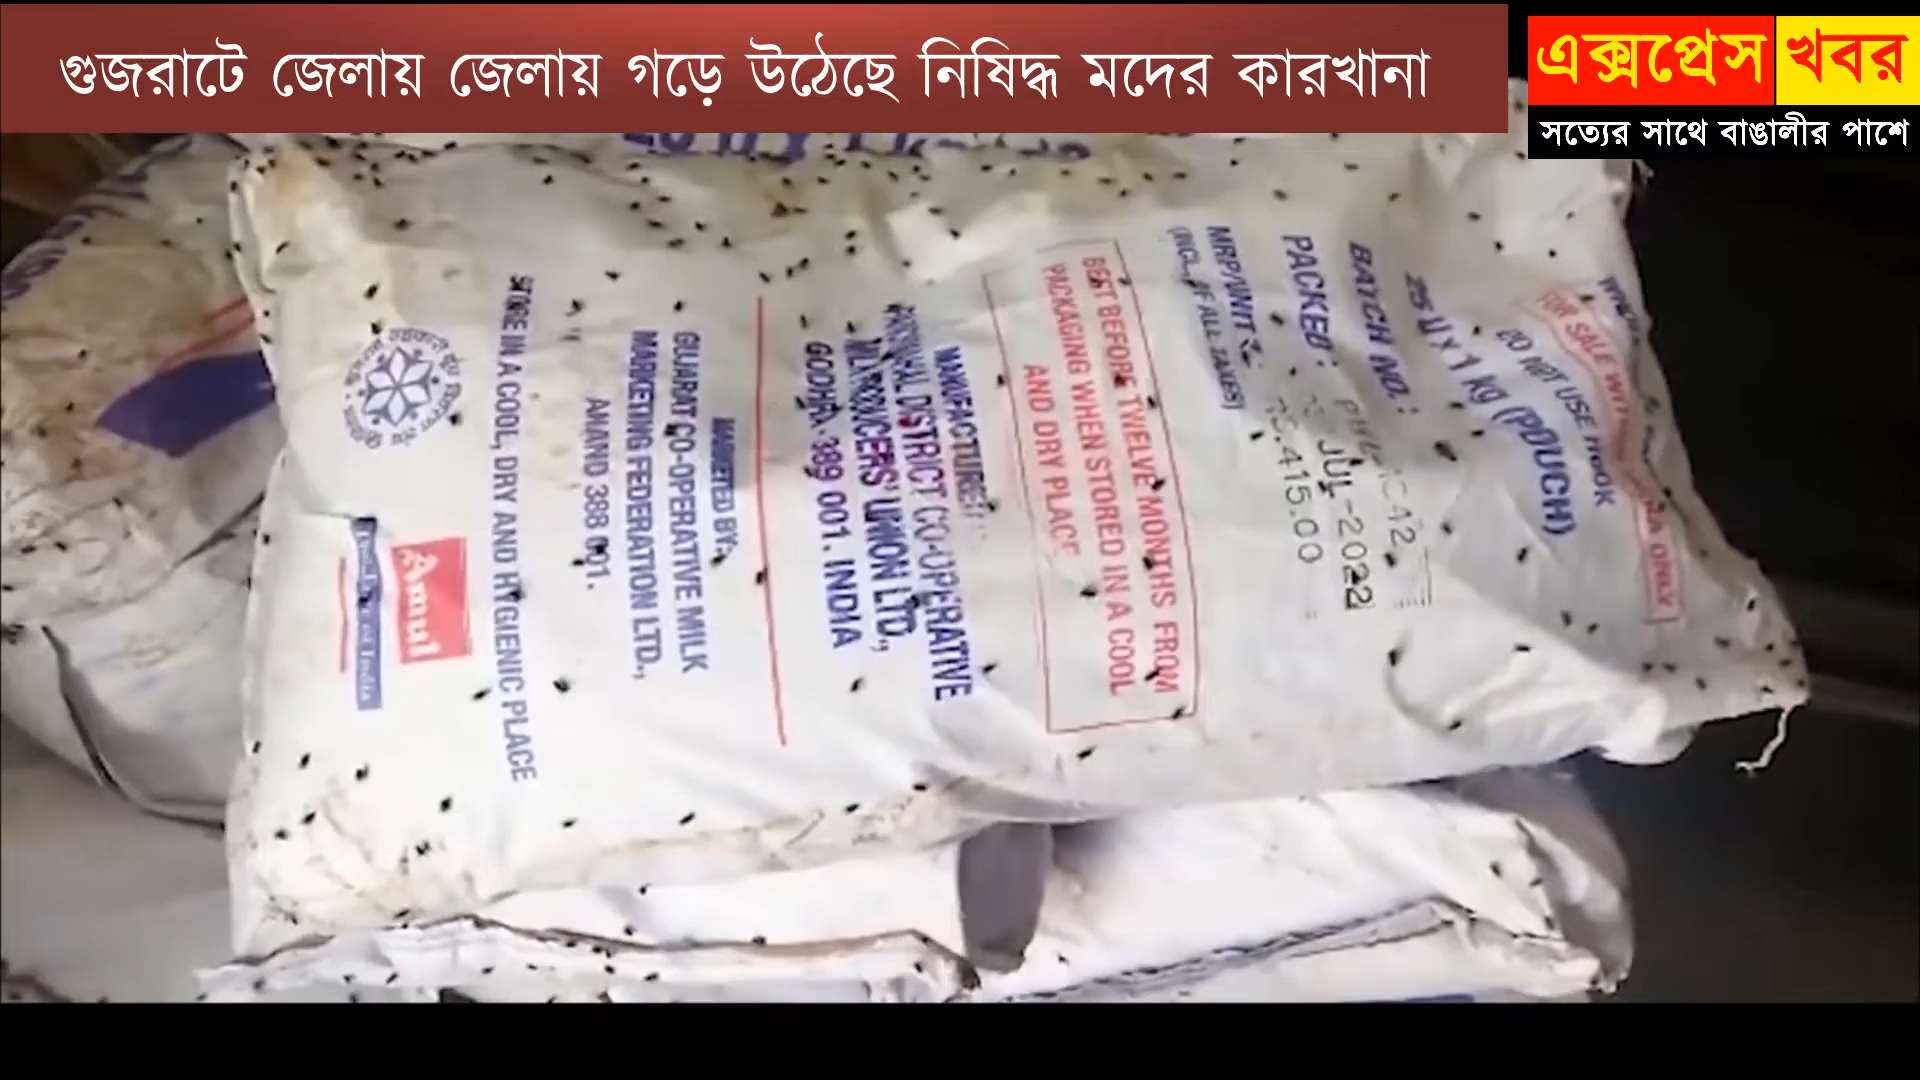 গুজরাটে জেলায় জেলায় গড়ে উঠেছে নিষিদ্ধ মদের কারখানা
এক্সপ্রেস খবর
সত্যের সাথে বাঙালীর পাশে
DO NOT USE HOOK
25 U x 1 kg (POUCH)
BATCH NO. :
PACKED : JUL-2022
MRP/UNIT
(INCL. OF ALL TAXES)
415.00
BEST BEFORE TWELVE MONTHS FROM
PACKAGING WHEN STORED IN A COOL
AND DRY PLACE
MANUFACTURED
DISTRICT CO-OPERATIVE
UNION LTD.,
GODHRA 389 001. INDIA
MARKETED BY:
GUJARAT CO-OPERATIVE MILK
MARKETING FEDERATION LTD.,
ANAND 388 001.
STORE IN A COOL, DRY AND HYGIENIC PLACE
Amul